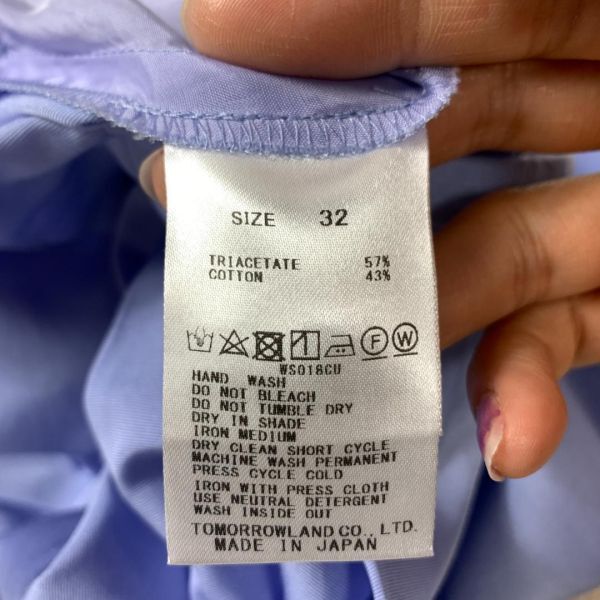 SIZE 32
TRIACETATE 57%
COTTON 43%
F W
WS018CU
HAND WASH
DO NOT BLEACH
DO NOT TUMBLE DRY
DRY IN SHADE
IRON MEDIUM
DRY CLEAN SHORT CYCLE
MACHINE WASH PERMANENT
PRESS CYCLE COLD
IRON WITH PRESS CLOTH
USE NEUTRAL DETERGENT
WASH INSIDE OUT
TOMORROWLAND CO., LTD.
MADE IN JAPAN